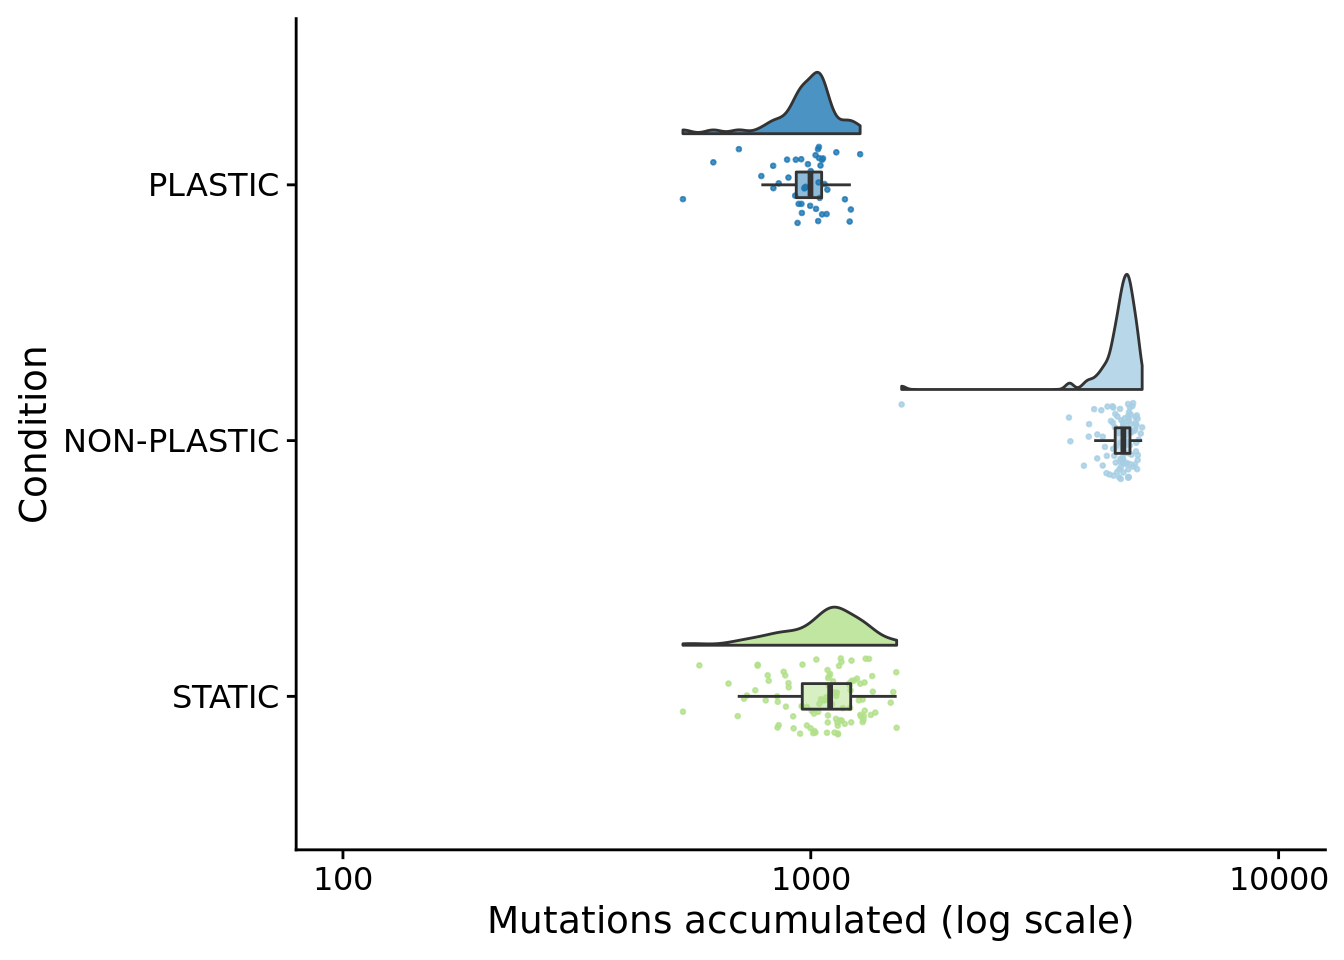 Condition
PLASTIC
NON-PLASTIC
STATIC
100
1000
10000
Mutations accumulated (log scale)